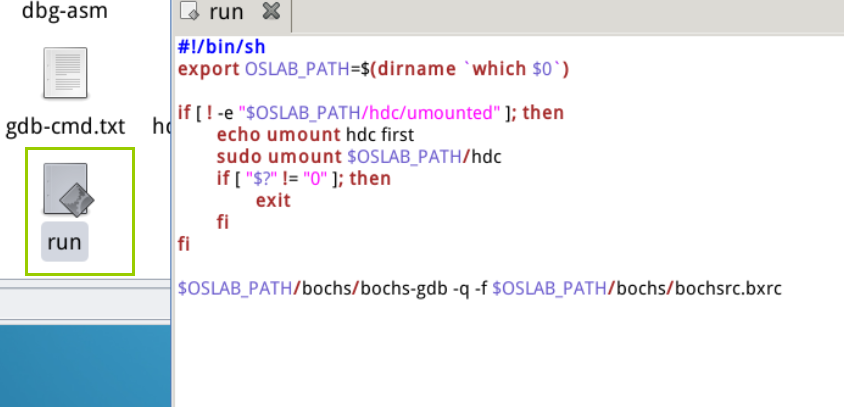 dbg-asm
gdb-cmd.txt
run
run
#!/bin/sh
export OSLAB_PATH=$(dirname `which $0`)
if [ ! -e "$OSLAB_PATH/hdc/umounted" ]; then
echo umount hdc first
sudo umount $OSLAB_PATH/hdc
if [ "$?" != "0" ]; then
exit
fi
fi
$OSLAB_PATH/bochs/bochs-gdb -q -f $OSLAB_PATH/bochs/bochsrc.bxrc